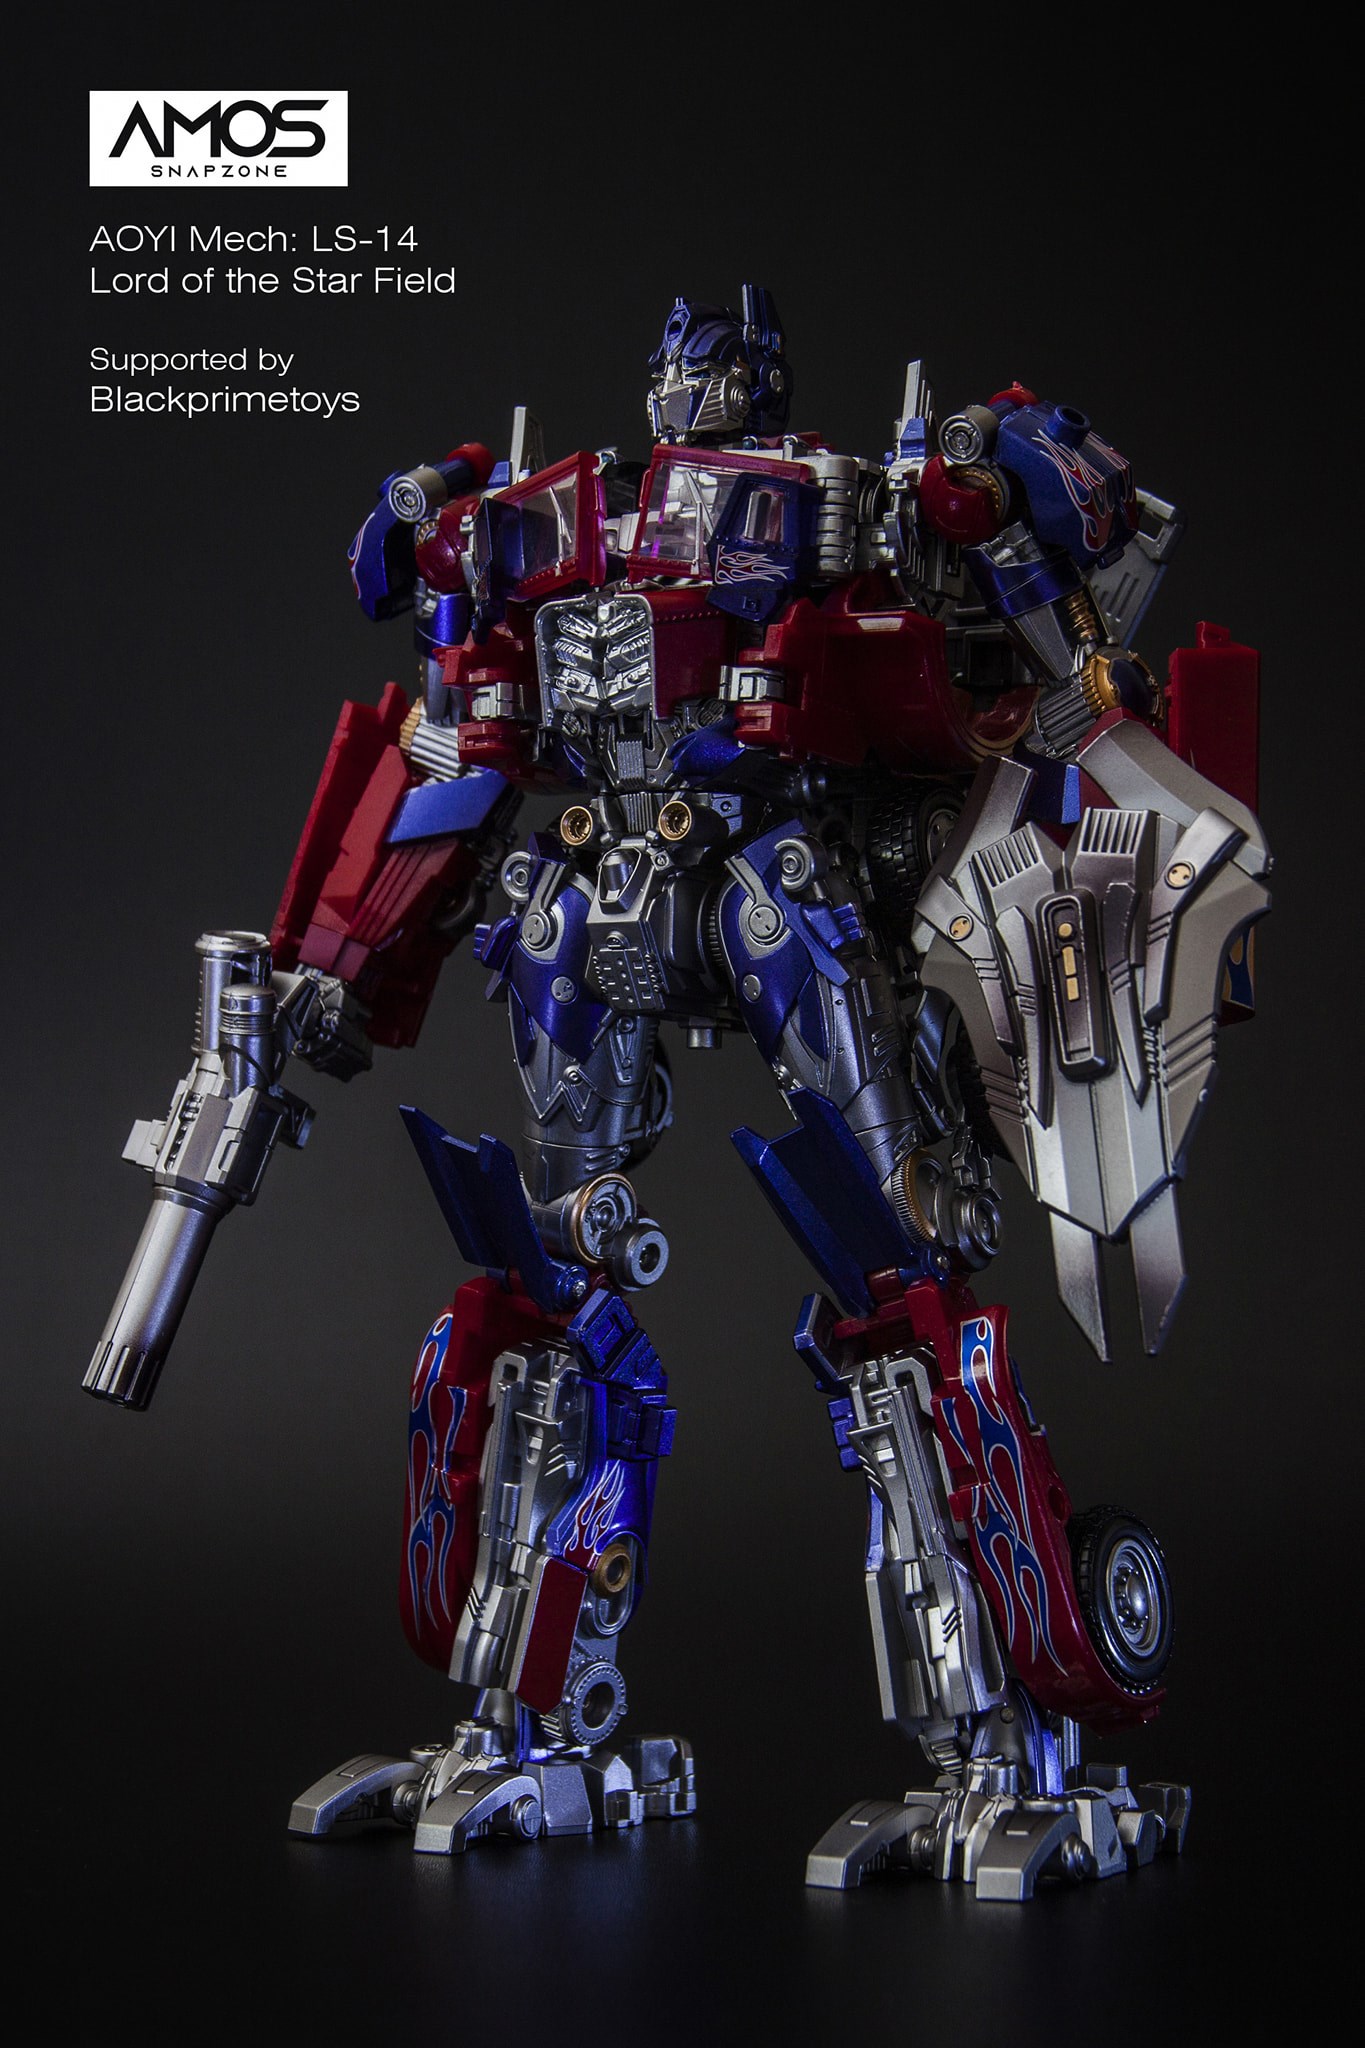 AMOS
SNAPZONE
AOYI Mech: LS-14
Lord of the Star Field
Supported by
Blackprimetoys